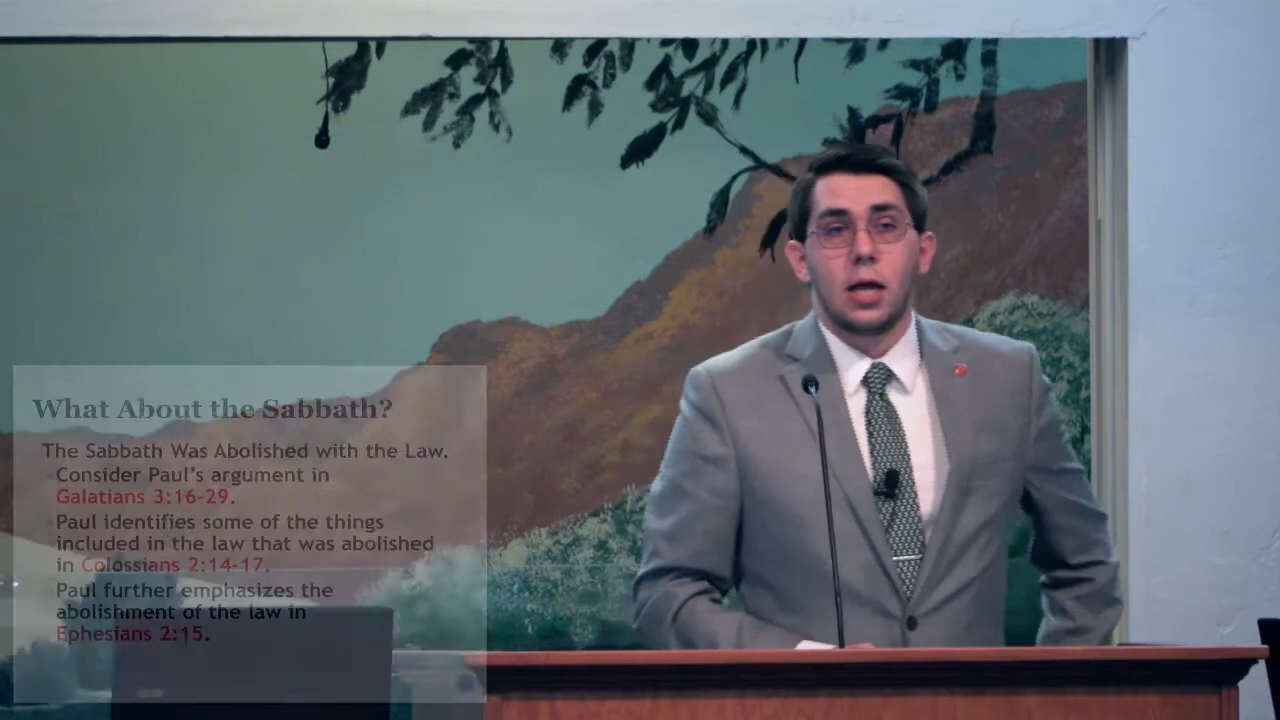 What About the Sabbath?
The Sabbath Was Abolished with the Law.
Consider Paul's argument in
Galatians 3:16-29.
Paul identifies some of the things
included in the law that was abolished
in Colossians 2:14-17.
Paul further emphasizes the
abolishment of the law in
Ephesians 2:15.